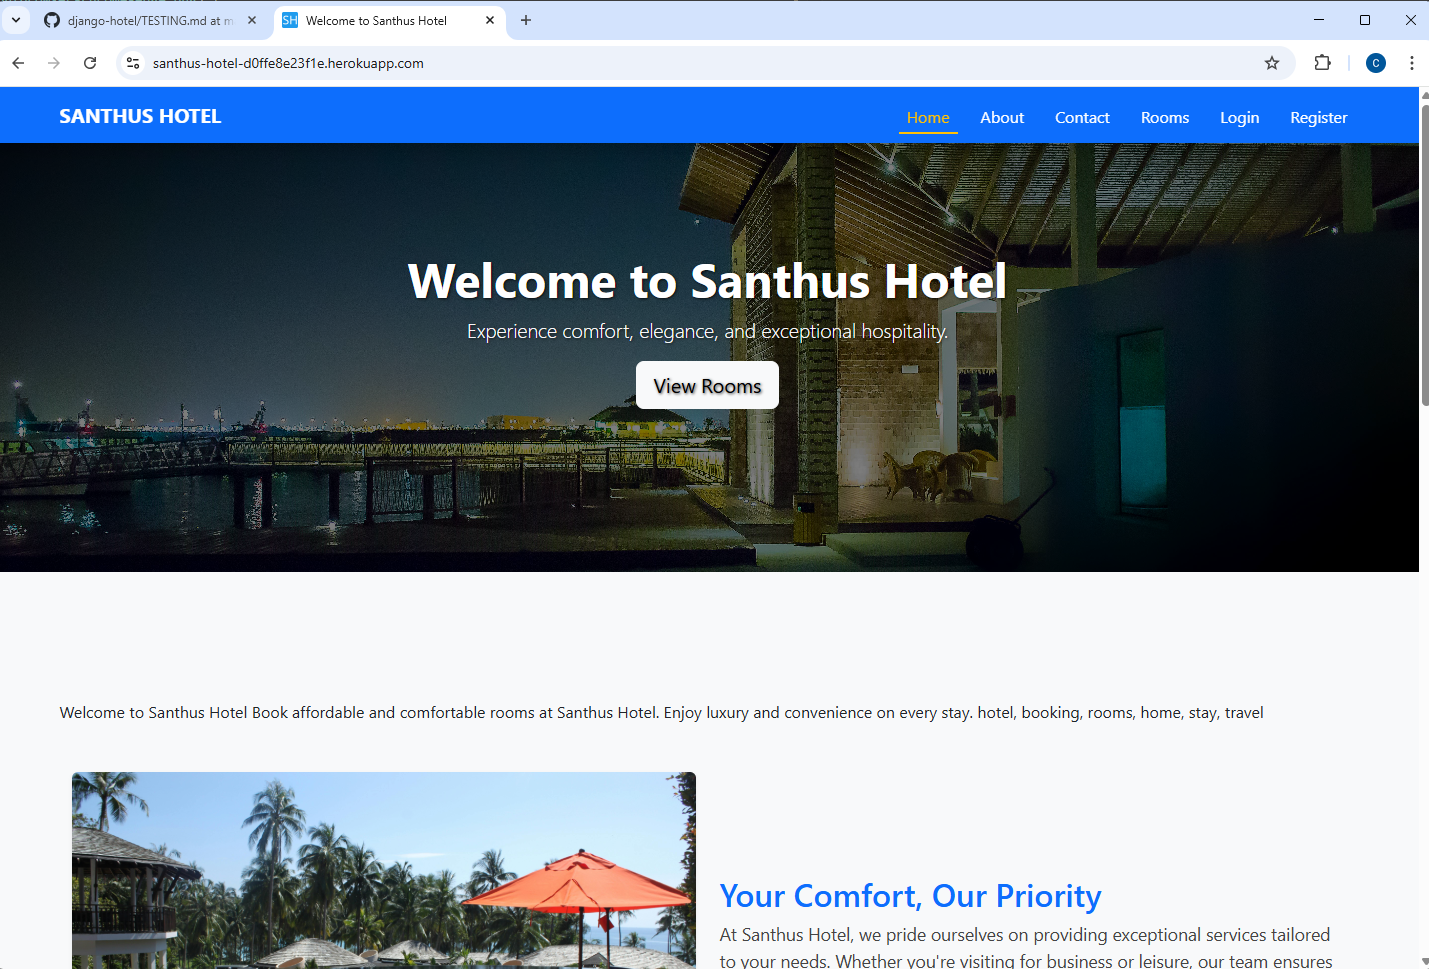 django-hotel/TESTING.md at m
SH Welcome to Santhus Hotel
santhus-hotel-d0ffe8e23f1e.herokuapp.com
C
SANTHUS HOTEL Home About Contact Rooms Login Register
Welcome to Santhus Hotel
Experience comfort, elegance, and exceptional hospitality.
View Rooms
Welcome to Santhus Hotel Book affordable and comfortable rooms at Santhus Hotel. Enjoy luxury and convenience on every stay. hotel, booking, rooms, home, stay, travel
Your Comfort, Our Priority
At Santhus Hotel, we pride ourselves on providing exceptional services tailored
to your needs. Whether you're visiting for business or leisure, our team ensures